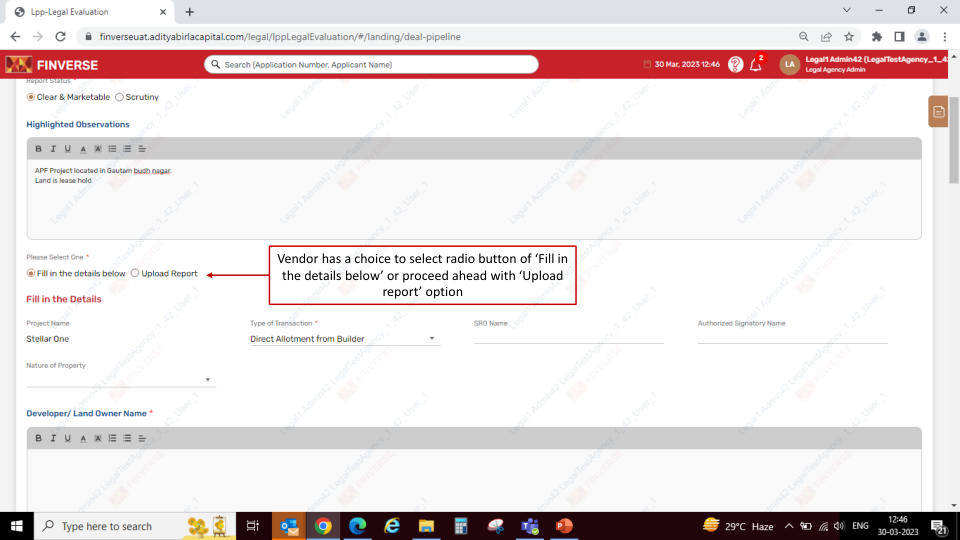 Lpp-Legal Evaluation
finverseuat.adityabirlacapital.com/legal/lppLegalEvaluation/#/landing/deal-pipeline
FINVERSE
Search (Application Number, Applicant Name)
30 Mar, 2023 12:46
2
LA
Legal1 Admin42 (LegalTestAgency_1_4
Legal Agency Admin
Report Status *
Clear & Marketable
Scrutiny
Highlighted Observations
B I U A
APF Project located in Gautam budh nagar.
Land is lease hold
Please Select One *
Fill in the details below
Upload Report
Vendor has a choice to select radio button of ‘Fill in
the details below’ or proceed ahead with ‘Upload
report’ option
Fill in the Details
Project Name
Type of Transaction *
SRO Name
Authorized Signatory Name
Stellar One
Direct Allotment from Builder
Nature of Property
Developer/ Land Owner Name *
B I U A
Type here to search
29°C Haze
ENG
12:46
30-03-2023
21